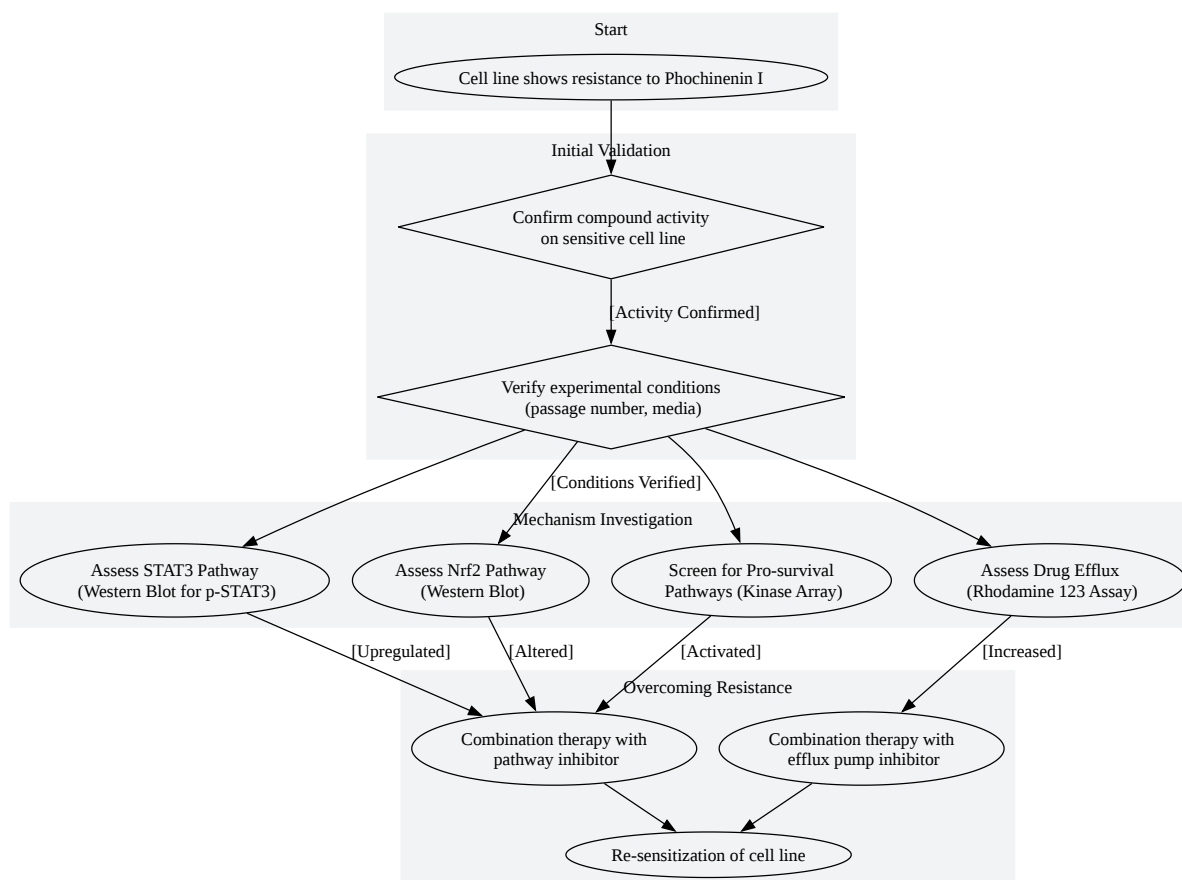 Start
Cell line shows resistance to Phochinenin I
Initial Validation
Confirm compound activity
on sensitive cell line
[Activity Confirmed]
Verify experimental conditions
(passage number, media)
[Conditions Verified]
Mechanism Investigation
Assess STAT3 Pathway
(Western Blot for p-STAT3)
Assess Nrf2 Pathway
(Western Blot)
Screen for Pro-survival
Pathways (Kinase Array)
Assess Drug Efflux
(Rhodamine 123 Assay)
[Upregulated]
[Altered]
[Activated]
[Increased]
Overcoming Resistance
Combination therapy with
pathway inhibitor
Combination therapy with
efflux pump inhibitor
Re-sensitization of cell line